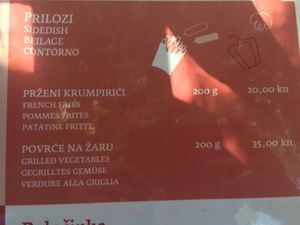 PRILOZI
SIDEDISH
BEILAGE
CONTORNO
PRŽENI KRUMPIRIĆI 200 g 20,00 kn
FRENCH FRIES
POMMES FRITES
PATATINE FRITTE
POVRĆE NA ŽARU 200 g 35,00 kn
GRILLED VEGETABLES
GEGRILLTES GEMÜSE
VERDURE ALLA GRIGLIA